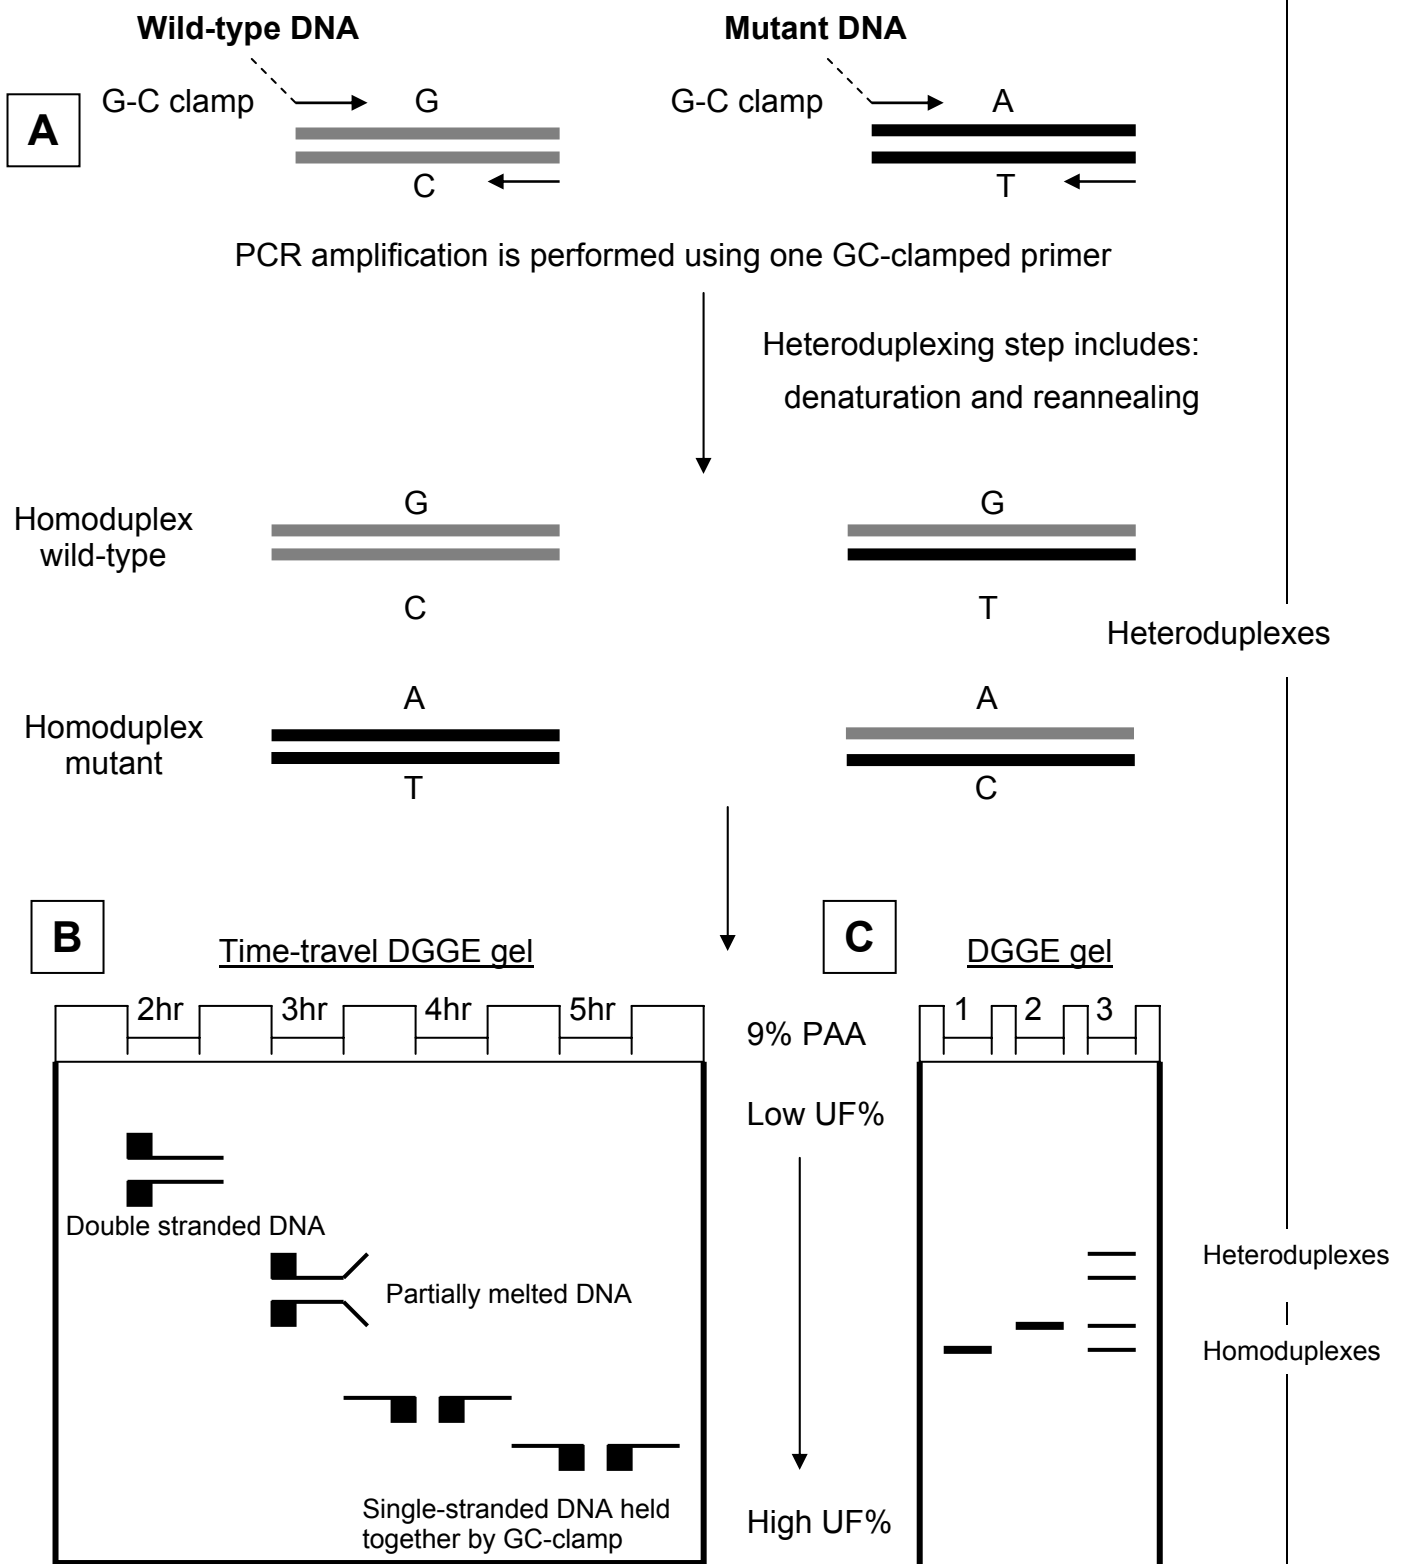 Wild-type DNA
Mutant DNA
A
G-C clamp
G
C
G-C clamp
A
T
PCR amplification is performed using one GC-clamped primer
Heteroduplexing step includes:
denaturation and reannealing
Homoduplex
wild-type
G
C
G
T
Heteroduplexes
Homoduplex
mutant
A
T
A
C
B
Time-travel DGGE gel
C
DGGE gel
2hr
3hr
4hr
5hr
9% PAA
1
2
3
Low UF%
Double stranded DNA
Partially melted DNA
Heteroduplexes
Homoduplexes
Single-stranded DNA held
together by GC-clamp
High UF%